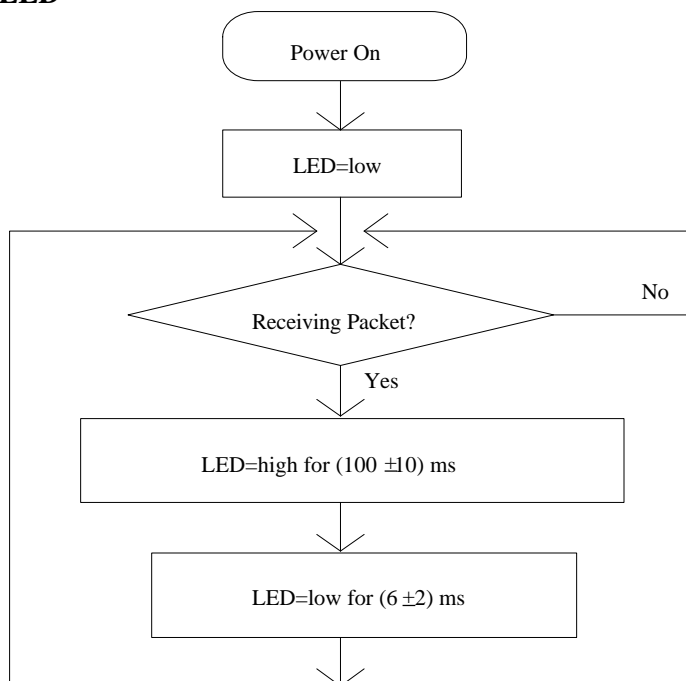 LED
Power On
LED=low
Receiving Packet?
No
Yes
LED=high for (100 ±10) ms
LED=low for (6 ±2) ms